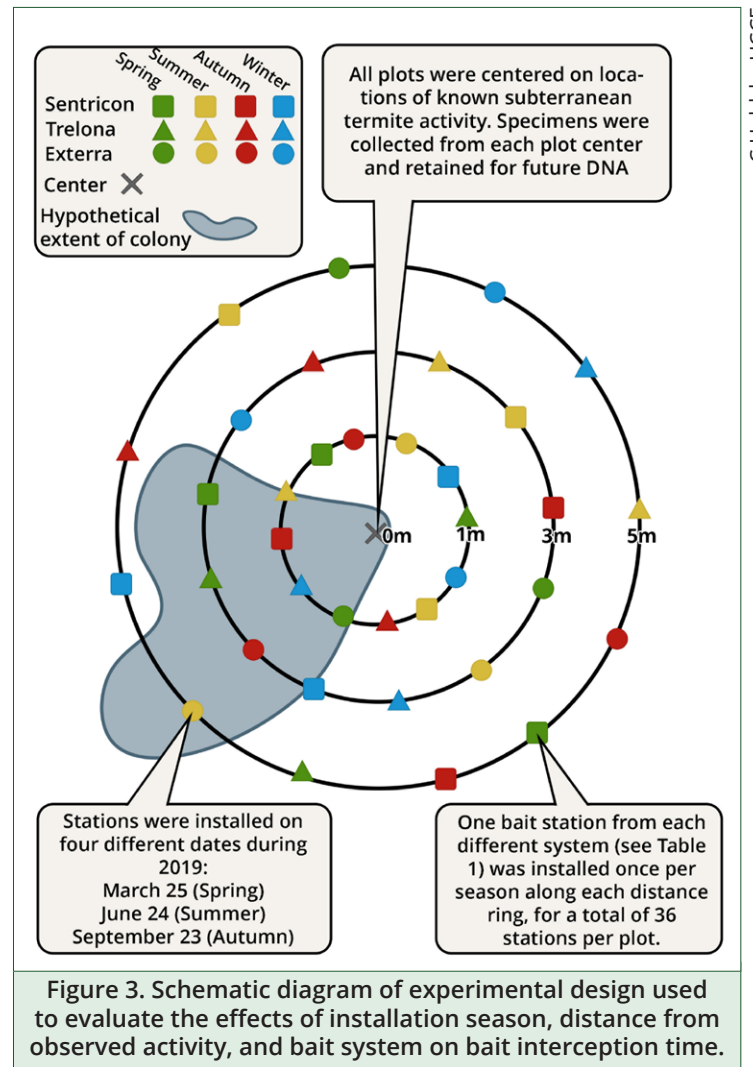 Spring Summer Autumn Winter
Sentricon
Trelona
Exterra
Center
Hypothetical
extent of colony
All plots were centered on loca-
tions of known subterranean
termite activity. Specimens were
collected from each plot center
and retained for future DNA
0m 1m 3m 5m
Stations were installed on
four different dates during
2019:
March 25 (Spring)
June 24 (Summer)
September 23 (Autumn)
One bait station from each
different system (see Table
1) was installed once per
season along each distance
ring, for a total of 36
stations per plot.
Figure 3. Schematic diagram of experimental design used
to evaluate the effects of installation season, distance from
observed activity, and bait system on bait interception time.